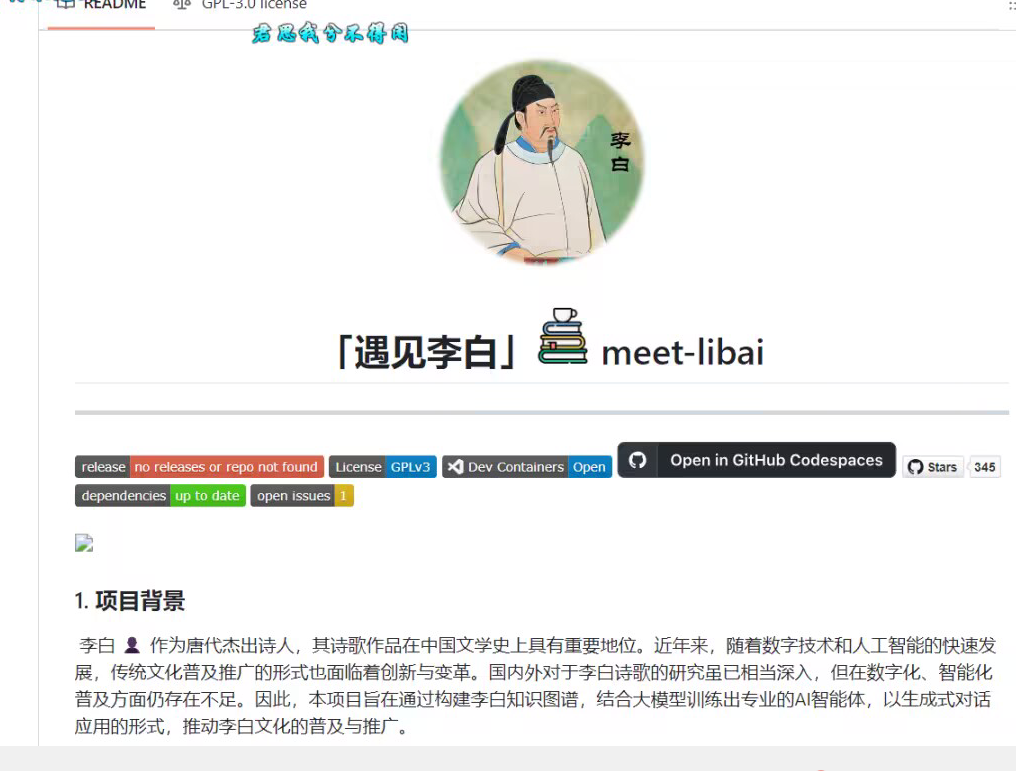 README GPL-3.0 license
君思我兮不得闲
李
白
「遇见李白」 meet-libai
release no releases or repo not found License GPLv3 Dev Containers Open Open in GitHub Codespaces Stars 345
dependencies up to date open issues 1
1. 项目背景
李白 作为唐代杰出诗人，其诗歌作品在中国文学史上具有重要地位。近年来，随着数字技术和人工智能的快速发
展，传统文化普及推广的形式也面临着创新与变革。国内外对于李白诗歌的研究虽已相当深入，但在数字化、智能化
普及方面仍存在不足。因此，本项目旨在通过构建李白知识图谱，结合大模型训练出专业的AI智能体，以生成式对话
应用的形式，推动李白文化的普及与推广。